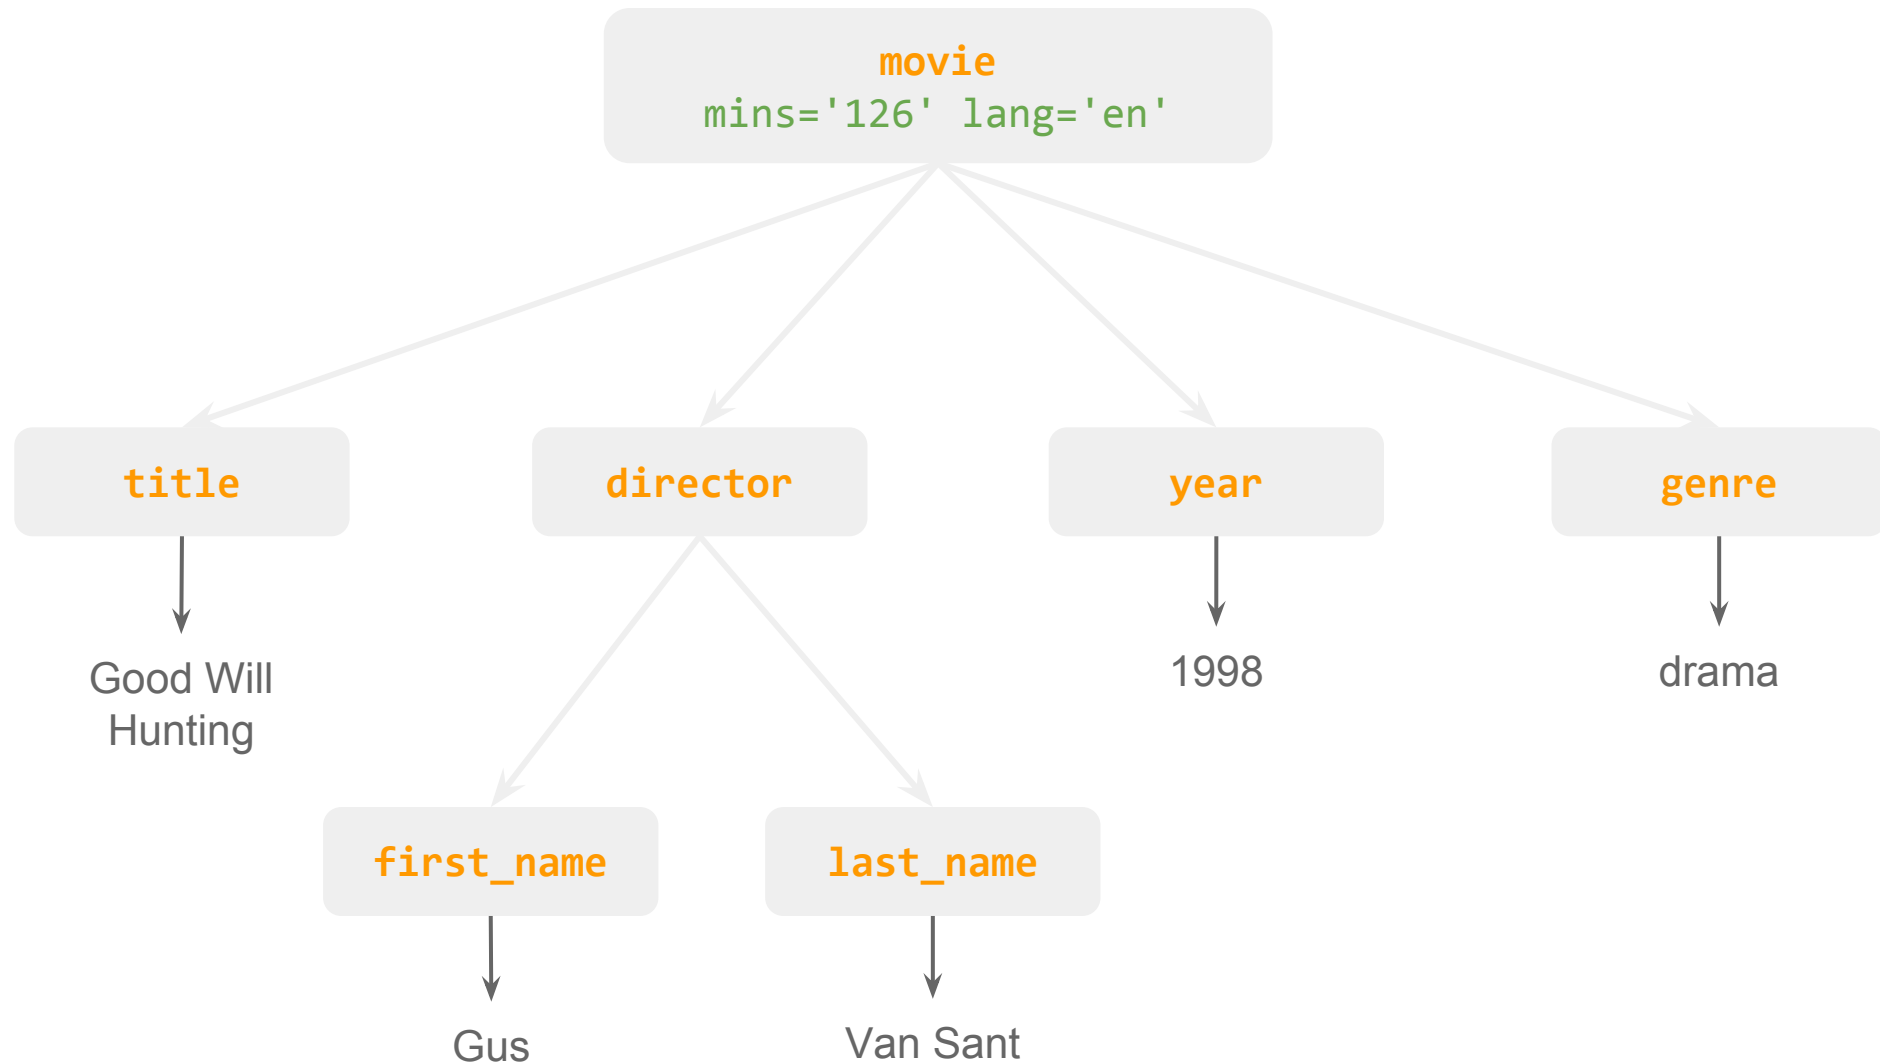 movie
mins='126' lang='en'
title
director
year
genre
Good Will
Hunting
1998
drama
first_name
last_name
Gus
Van Sant